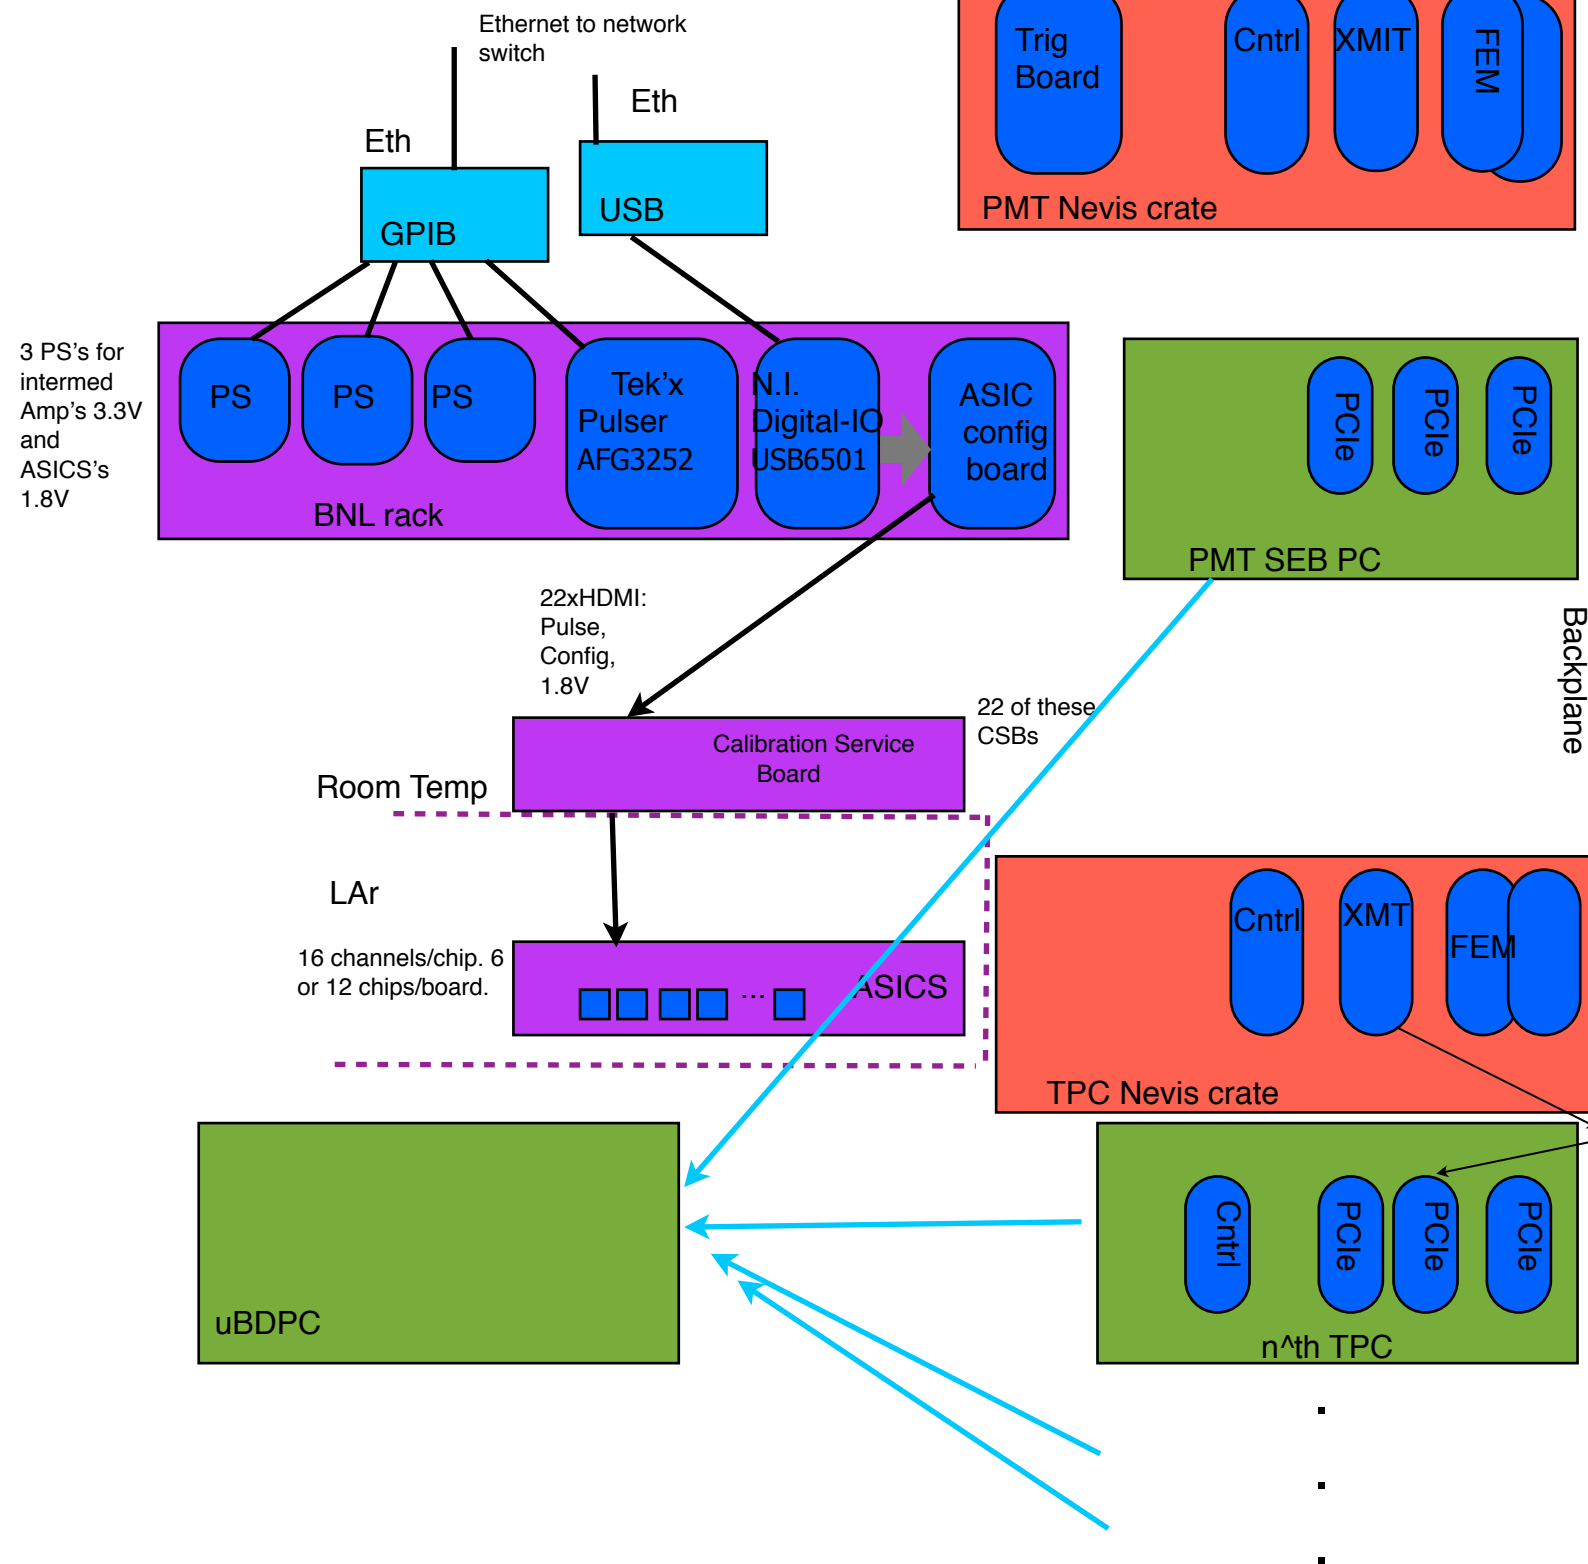 Ethernet to network
switch
Eth
Eth
GPIB
USB
Trig
Board
Cntrl
XMIT
FEM
PMT Nevis crate
3 PS's for
intermed
Amp's 3.3V
and
ASICS's
1.8V
PS
PS
PS
Tek'x
Pulser
AFG3252
N.I.
Digital-IO
USB6501
ASIC
config
board
BNL rack
PCIe
PCIe
PCIe
PMT SEB PC
Backplane
22xHDMI:
Pulse,
Config,
1.8V
22 of these
CSBs
Calibration Service
Board
Room Temp
LAr
16 channels/chip. 6
or 12 chips/board.
...
ASICS
Cntrl
XMT
FEM
TPC Nevis crate
uBDPC
Cntrl
PCIe
PCIe
PCIe
n^th TPC
.
.
.